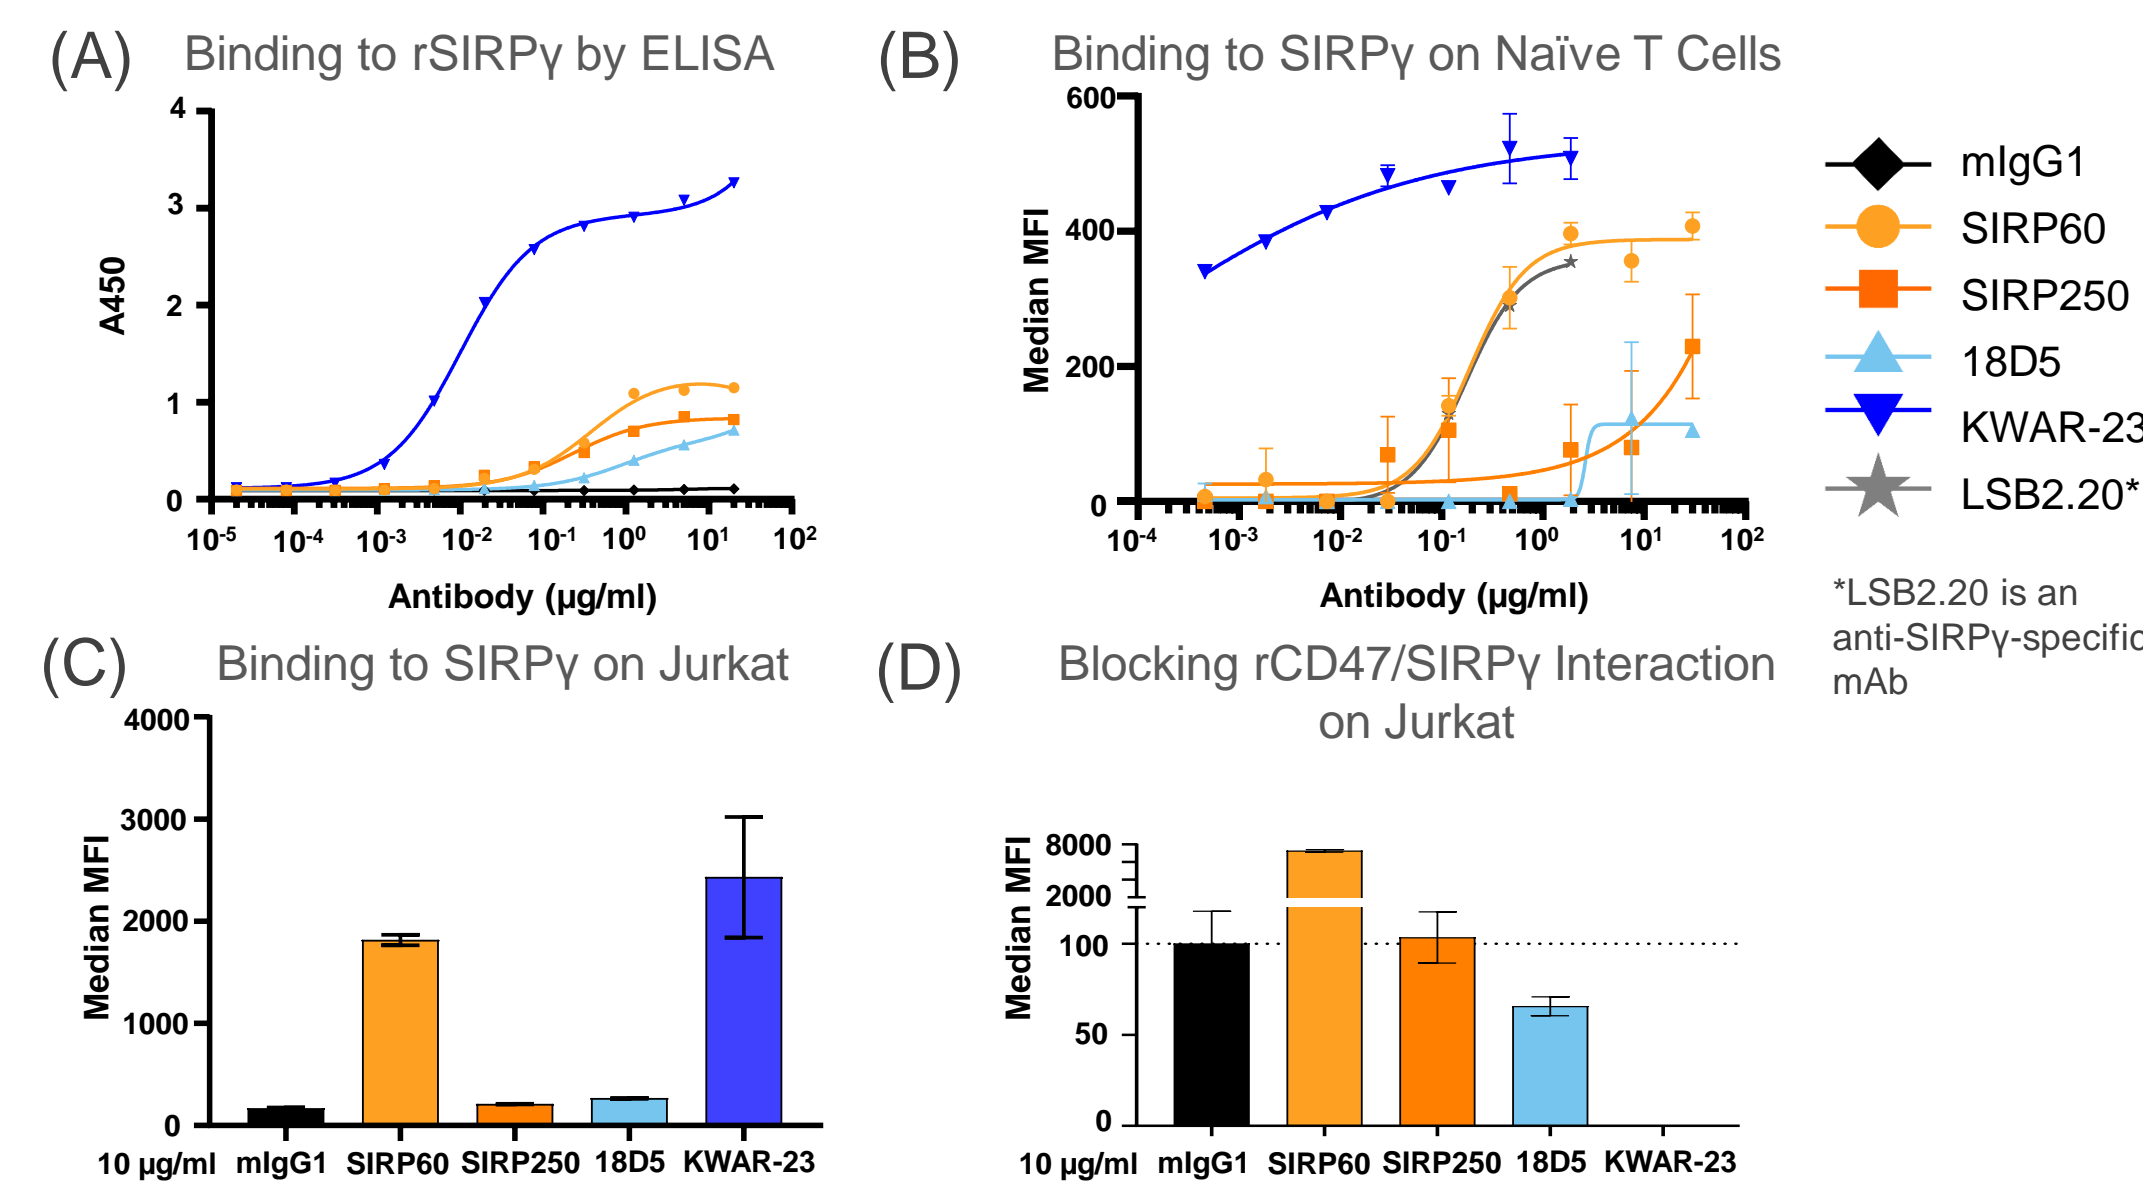 (A) Binding to rSIRPγ by ELISA
4
3
2
1
0
A450
10-5 10-4 10-3 10-2 10-1 100 101 102
Antibody (µg/ml)
(B) Binding to SIRPγ on Naïve T Cells
600
400
200
0
Median MFI
10-4 10-3 10-2 10-1 100 101 102
Antibody (µg/ml)
mIgG1
SIRP60
SIRP250
18D5
KWAR-23
LSB2.20*
*LSB2.20 is an
anti-SIRPγ-specific
mAb
(C) Binding to SIRPγ on Jurkat
4000
3000
2000
1000
0
Median MFI
10 µg/ml mIgG1 SIRP60 SIRP250 18D5 KWAR-23
(D) Blocking rCD47/SIRPγ Interaction
on Jurkat
8000
2000
100
50
0
Median MFI
10 µg/ml mIgG1 SIRP60 SIRP250 18D5 KWAR-23